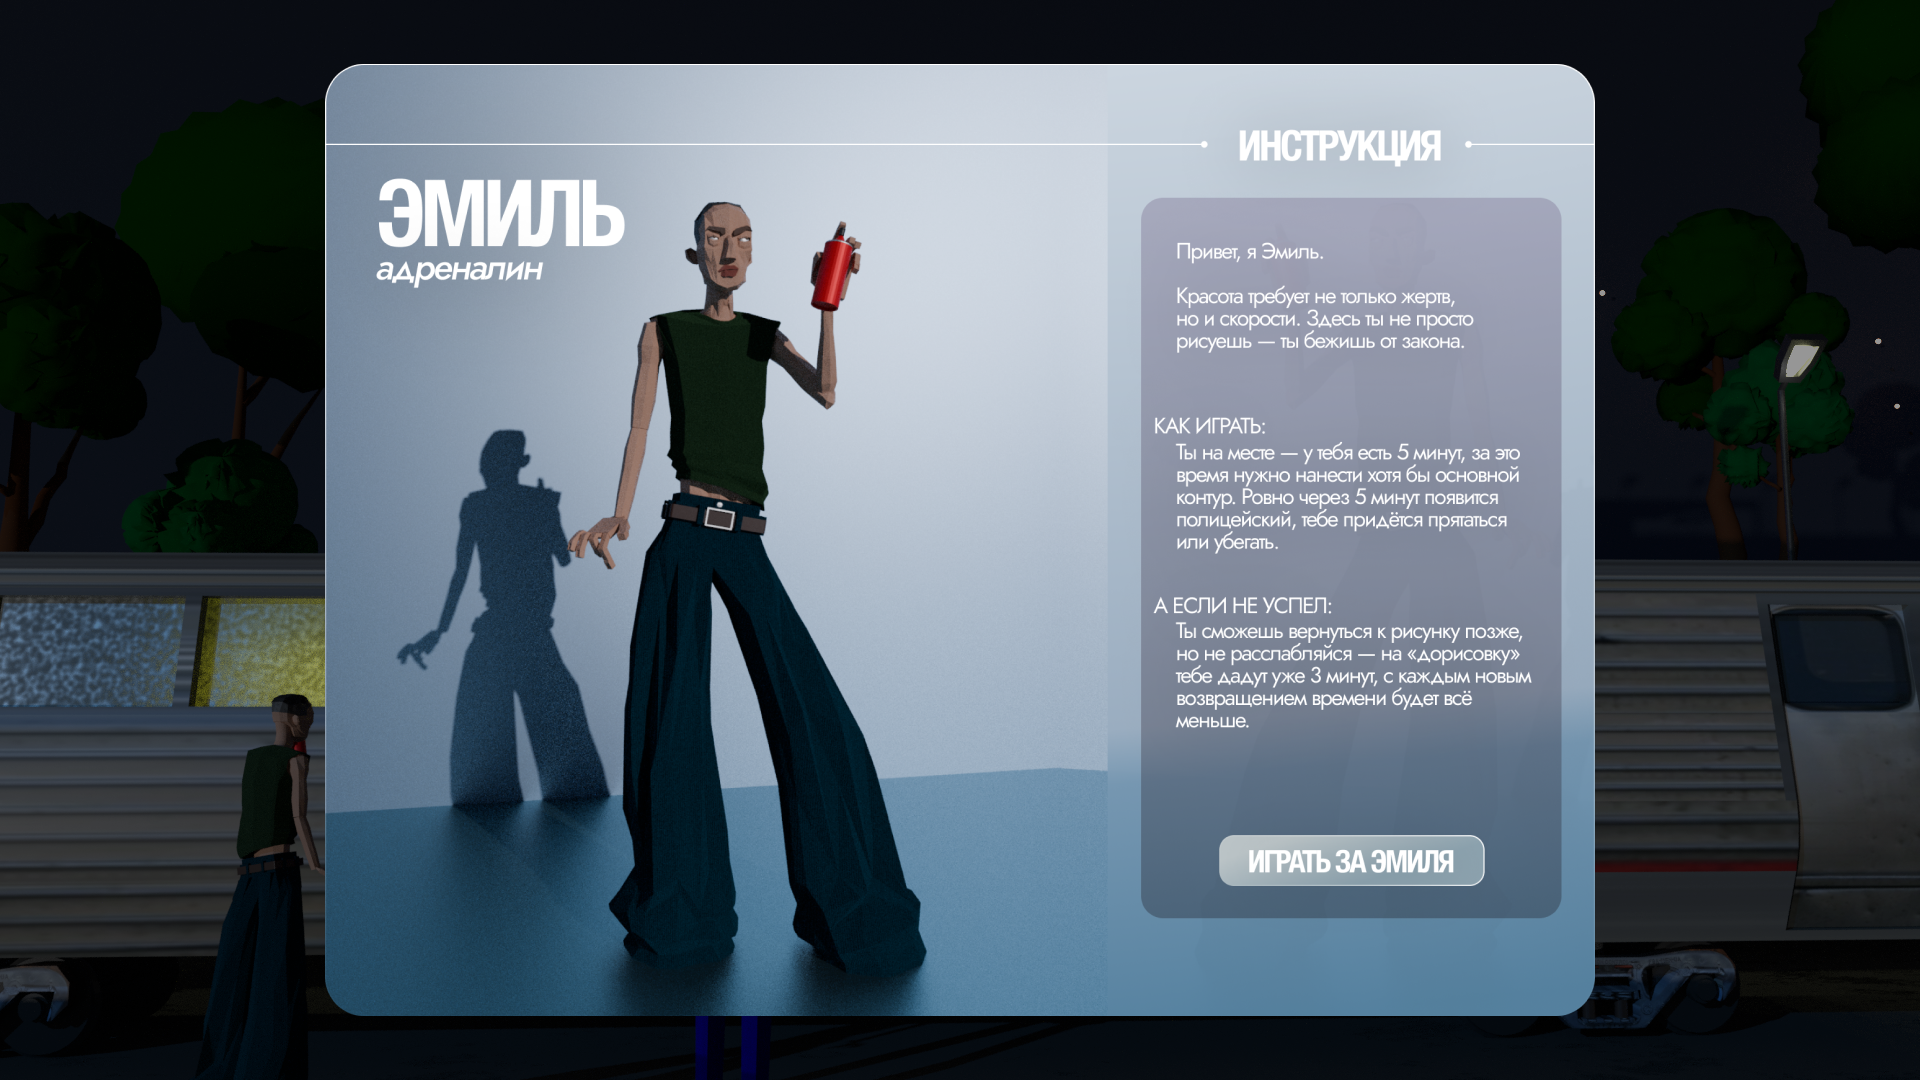 ИНСТРУКЦИЯ
ЭМИЛЬ
адреналин
Привет, я Эмиль.
Красота требует не только жертв,
но и скорости. Здесь ты не просто
рисуешь — ты бежишь от закона.
КАК ИГРАТЬ:
Ты на месте — у тебя есть 5 минут, за это
время нужно нанести хотя бы основной
контур. Ровно через 5 минут появится
полицейский, тебе придётся прятаться
или убегать.
А ЕСЛИ НЕ УСПЕЛ:
Ты сможешь вернуться к рисунку позже,
но не расслабляйся — на «дорисовку»
тебе дадут уже 3 минут, с каждым новым
возвращением времени будет всё
меньше.
ИГРАТЬ ЗА ЭМИЛЯ